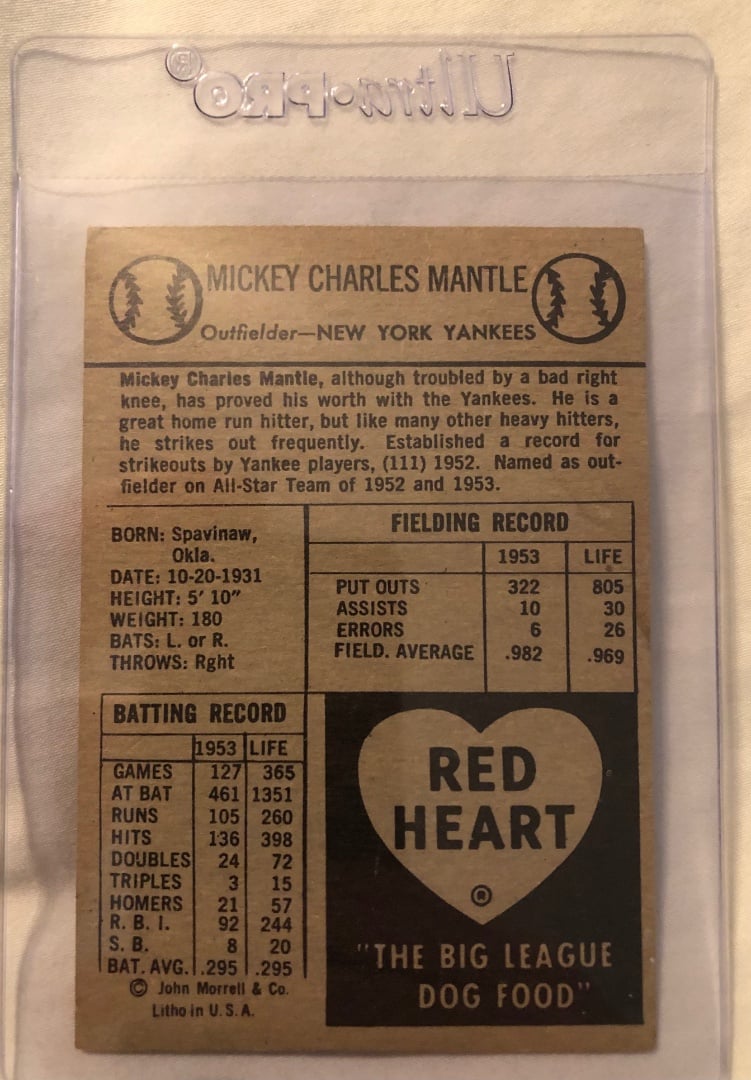 Ultra•PRO®
MICKEY CHARLES MANTLE
Outfielder—NEW YORK YANKEES
Mickey Charles Mantle, although troubled by a bad right
knee, has proved his worth with the Yankees. He is a
great home run hitter, but like many other heavy hitters,
he strikes out frequently. Established a record for
strikeouts by Yankee players, (111) 1952. Named as out-
fielder on All-Star Team of 1952 and 1953.
BORN: Spavinaw,
Okla.
DATE: 10-20-1931
HEIGHT: 5' 10"
WEIGHT: 180
BATS: L. or R.
THROWS: Rght
FIELDING RECORD
1953 LIFE
PUT OUTS 322 805
ASSISTS 10 30
ERRORS 6 26
FIELD. AVERAGE .982 .969
BATTING RECORD
1953 LIFE
GAMES 127 365
AT BAT 461 1351
RUNS 105 260
HITS 136 398
DOUBLES 24 72
TRIPLES 3 15
HOMERS 21 57
R. B. I. 92 244
S. B. 8 20
BAT. AVG. .295 .295
© John Morrell & Co.
Litho in U. S. A.
RED
HEART
®
"THE BIG LEAGUE
DOG FOOD"